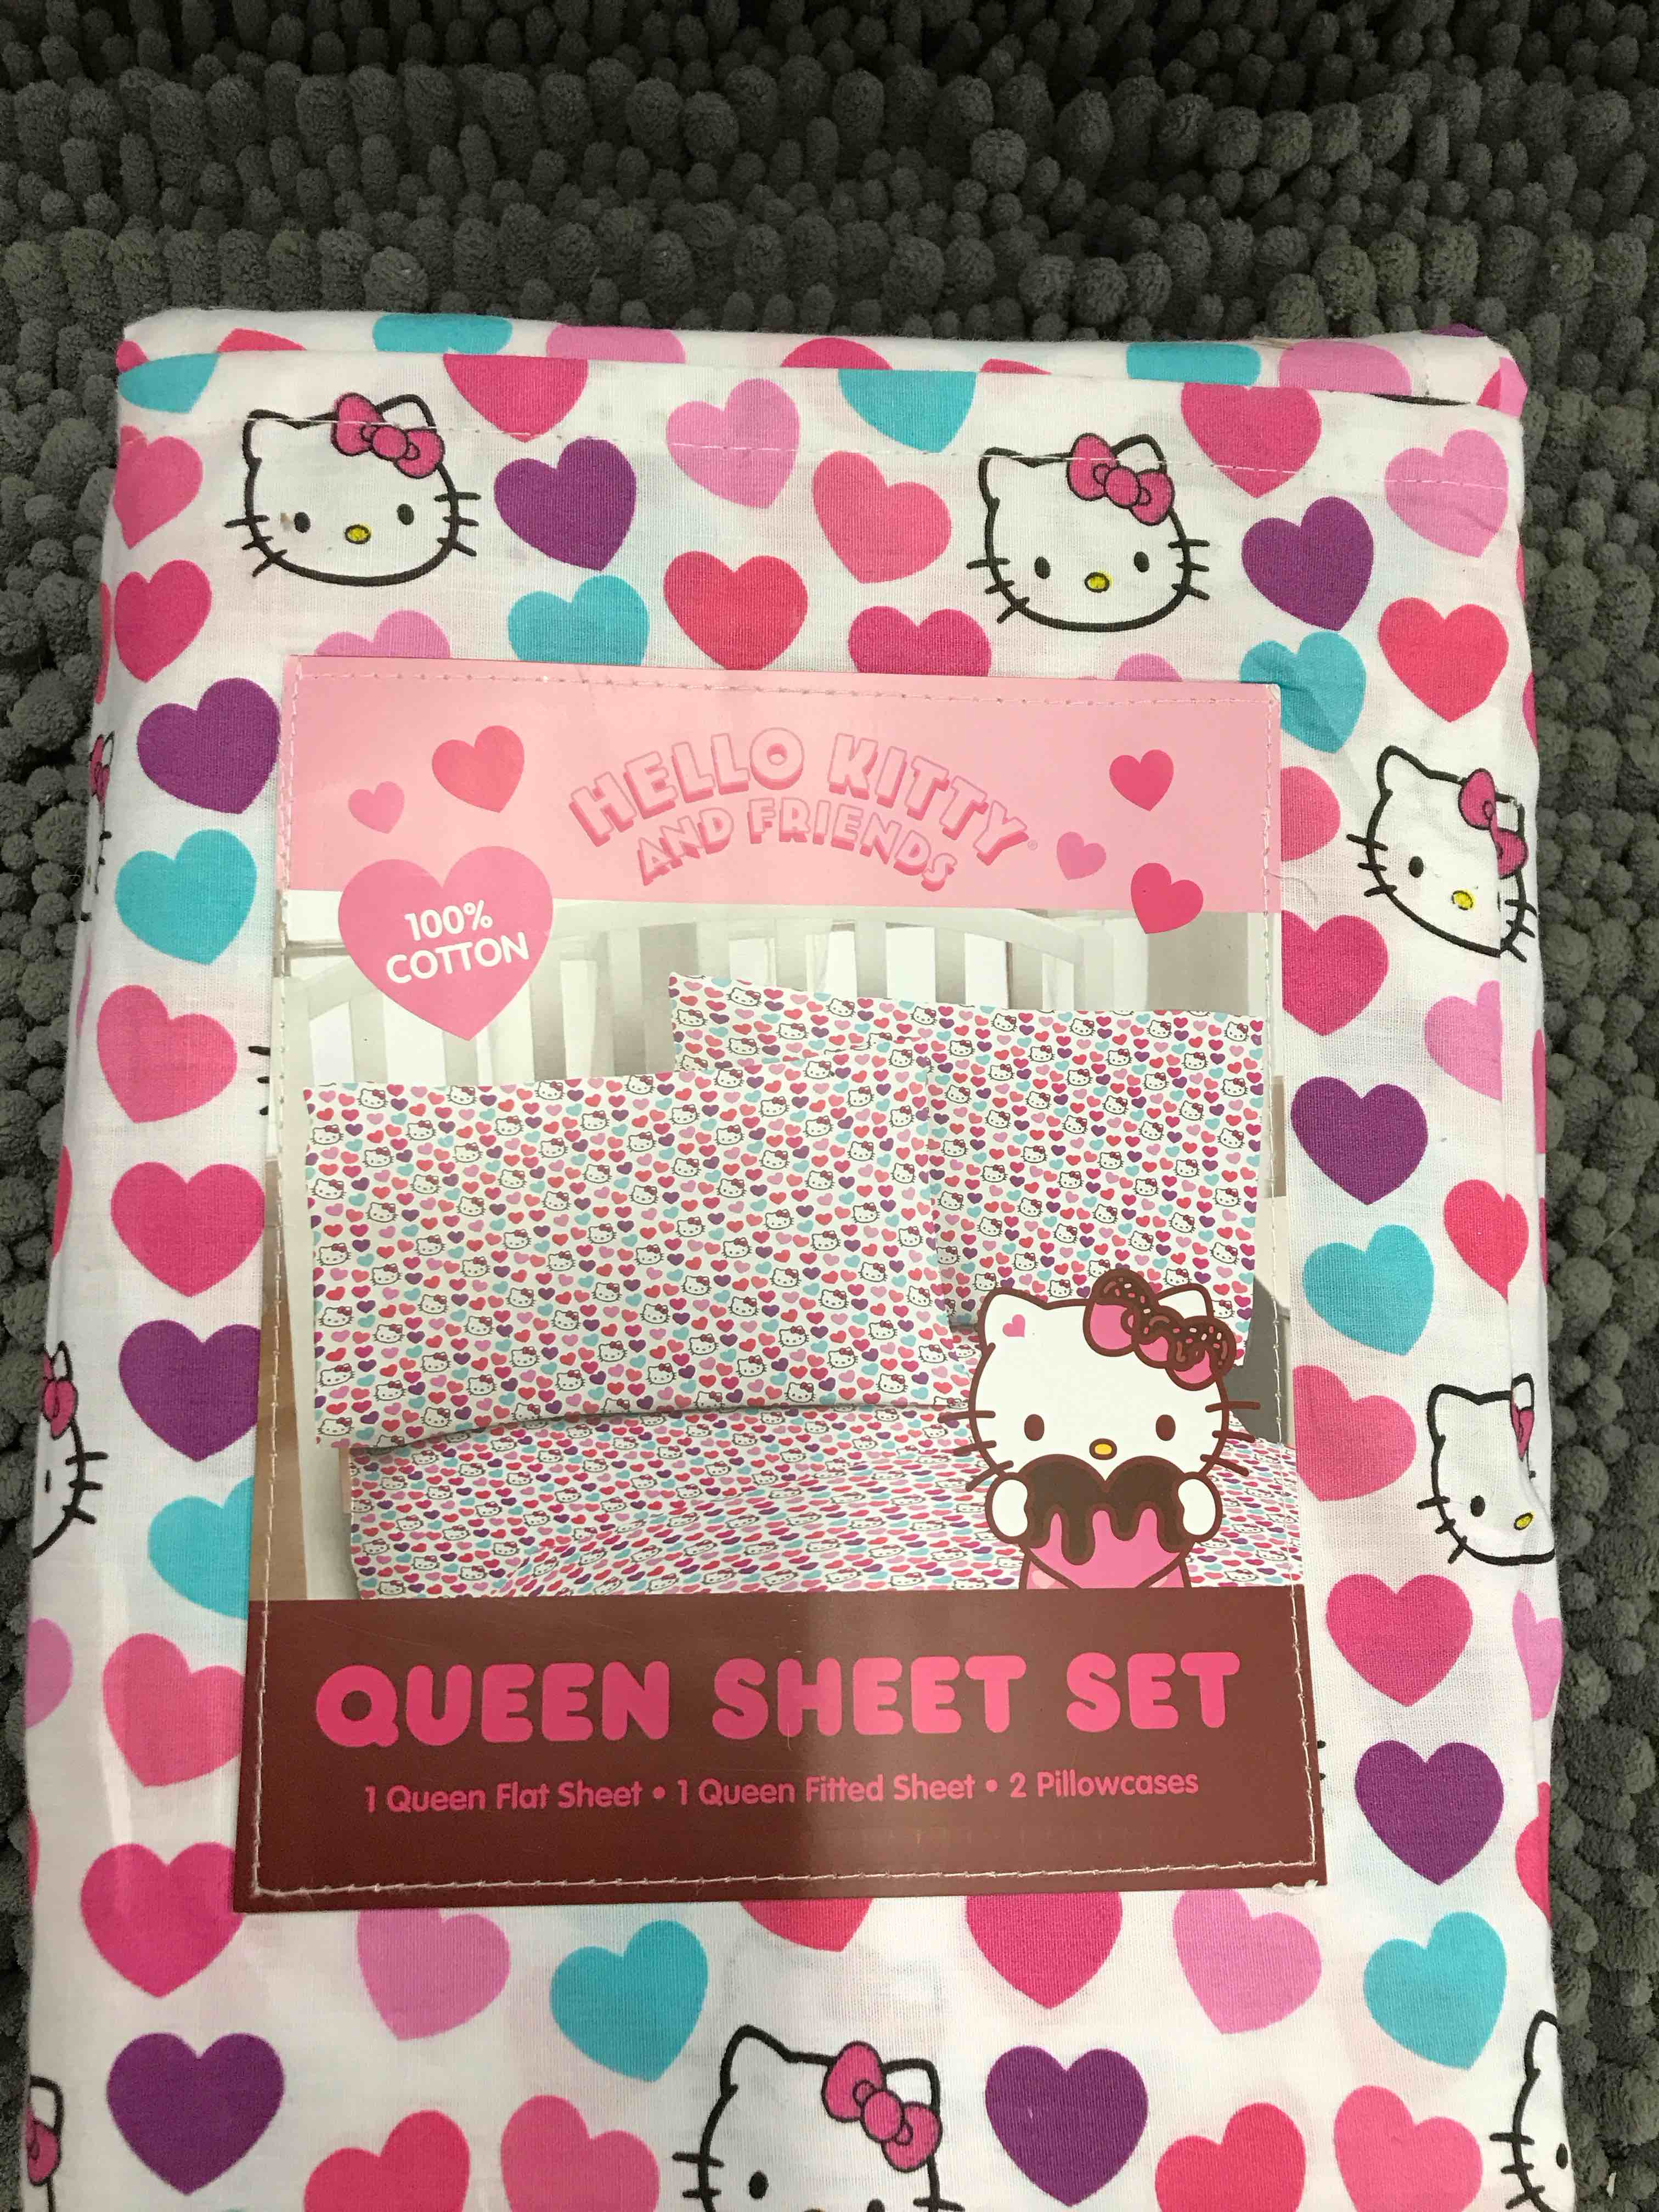 HELLO KITTY®
AND FRIENDS
100%
COTTON
QUEEN SHEET SET
1 Queen Flat Sheet • 1 Queen Fitted Sheet • 2 Pillowcases